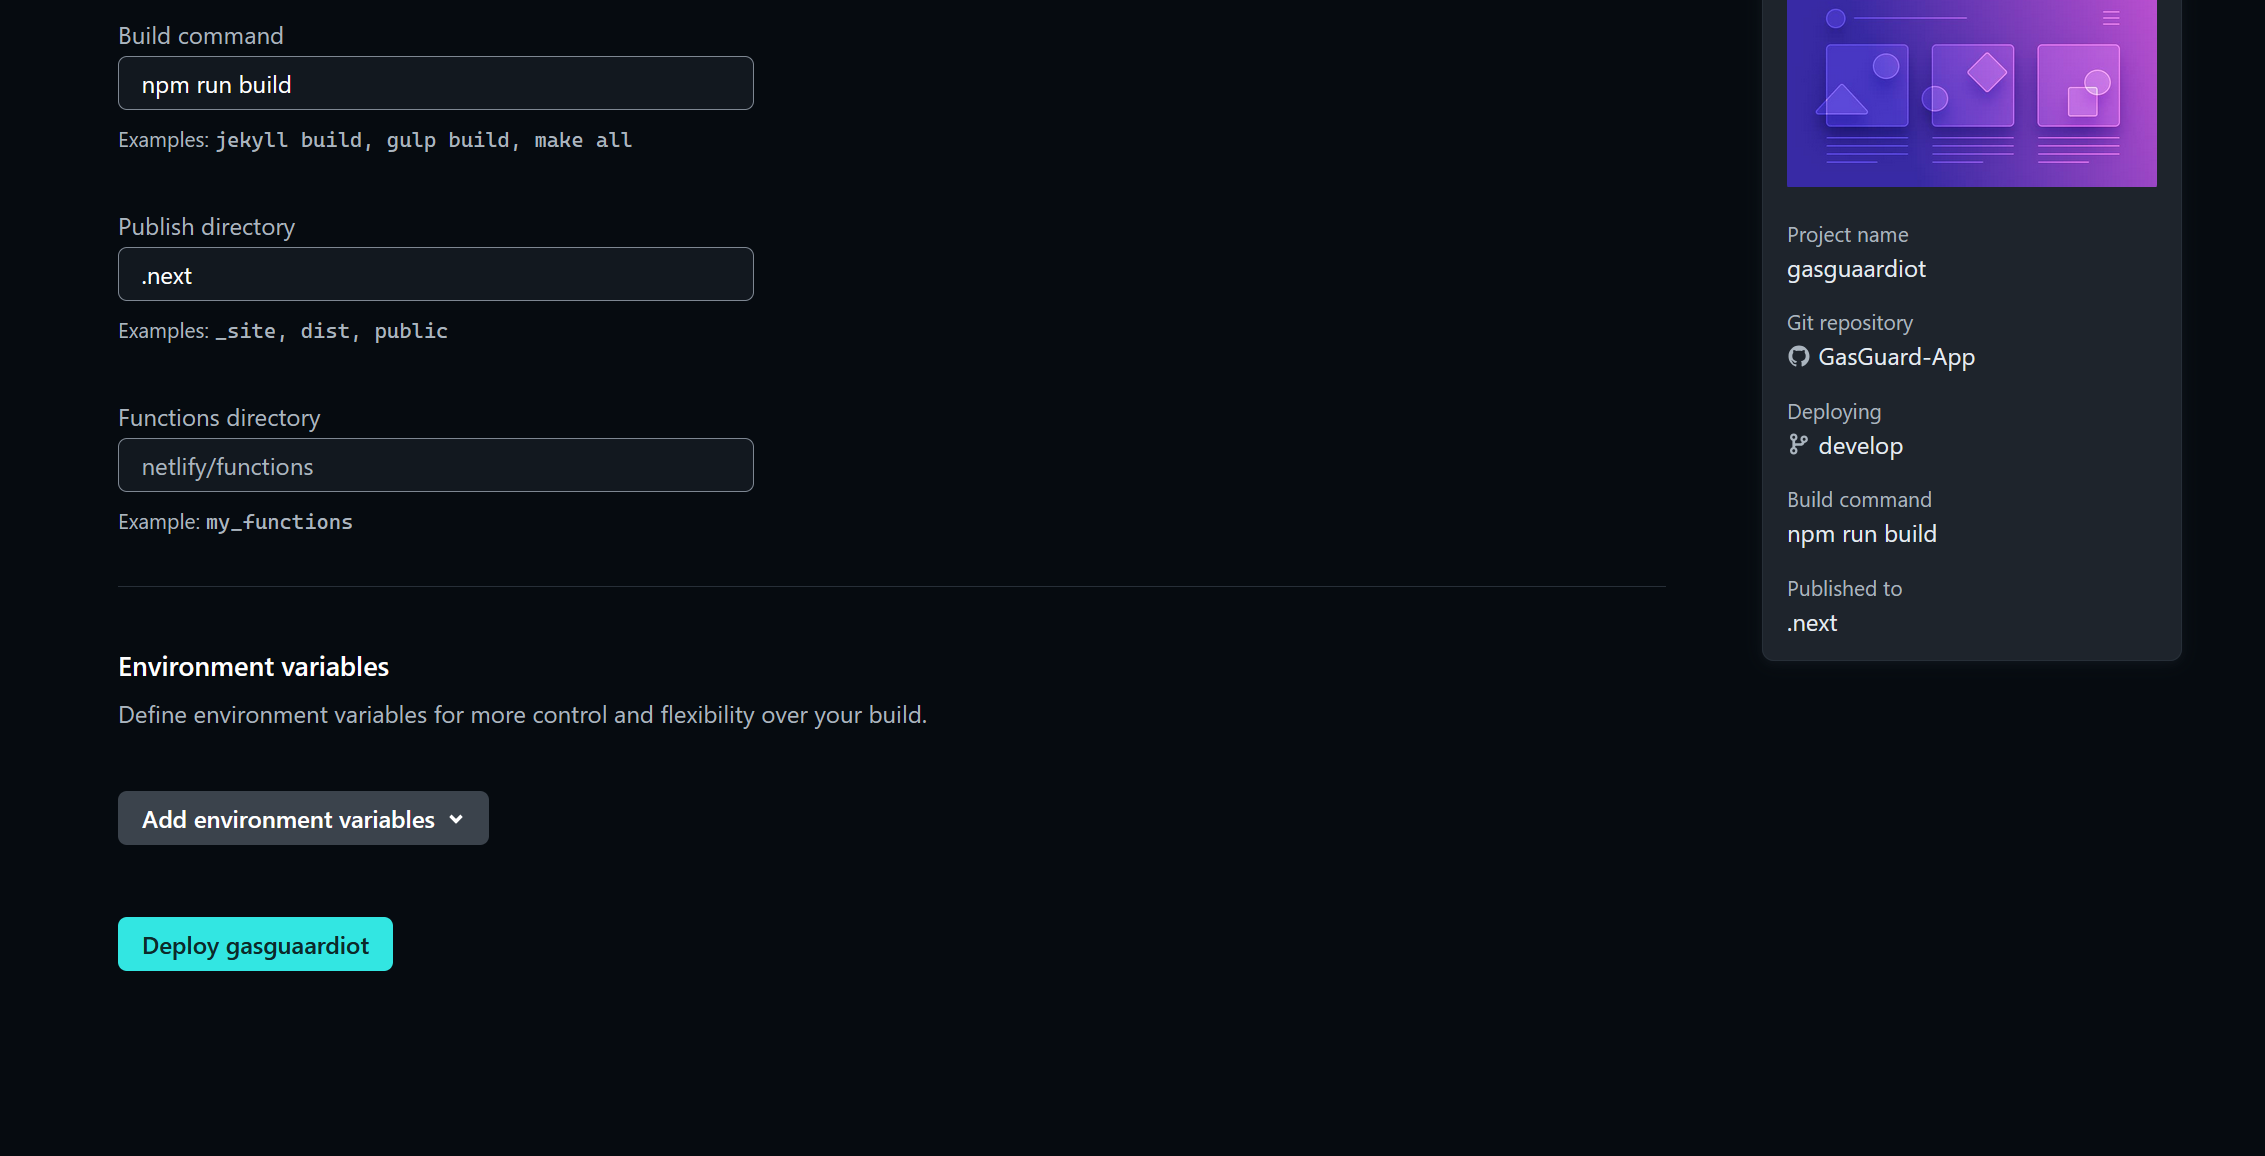 Build command
npm run build
Examples: jekyll build, gulp build, make all
Publish directory
.next
Examples: _site, dist, public
Functions directory
netlify/functions
Example: my_functions
Environment variables
Define environment variables for more control and flexibility over your build.
Add environment variables
Deploy gasguaardiot
Project name
gasguaardiot
Git repository
GasGuard-App
Deploying
develop
Build command
npm run build
Published to
.next